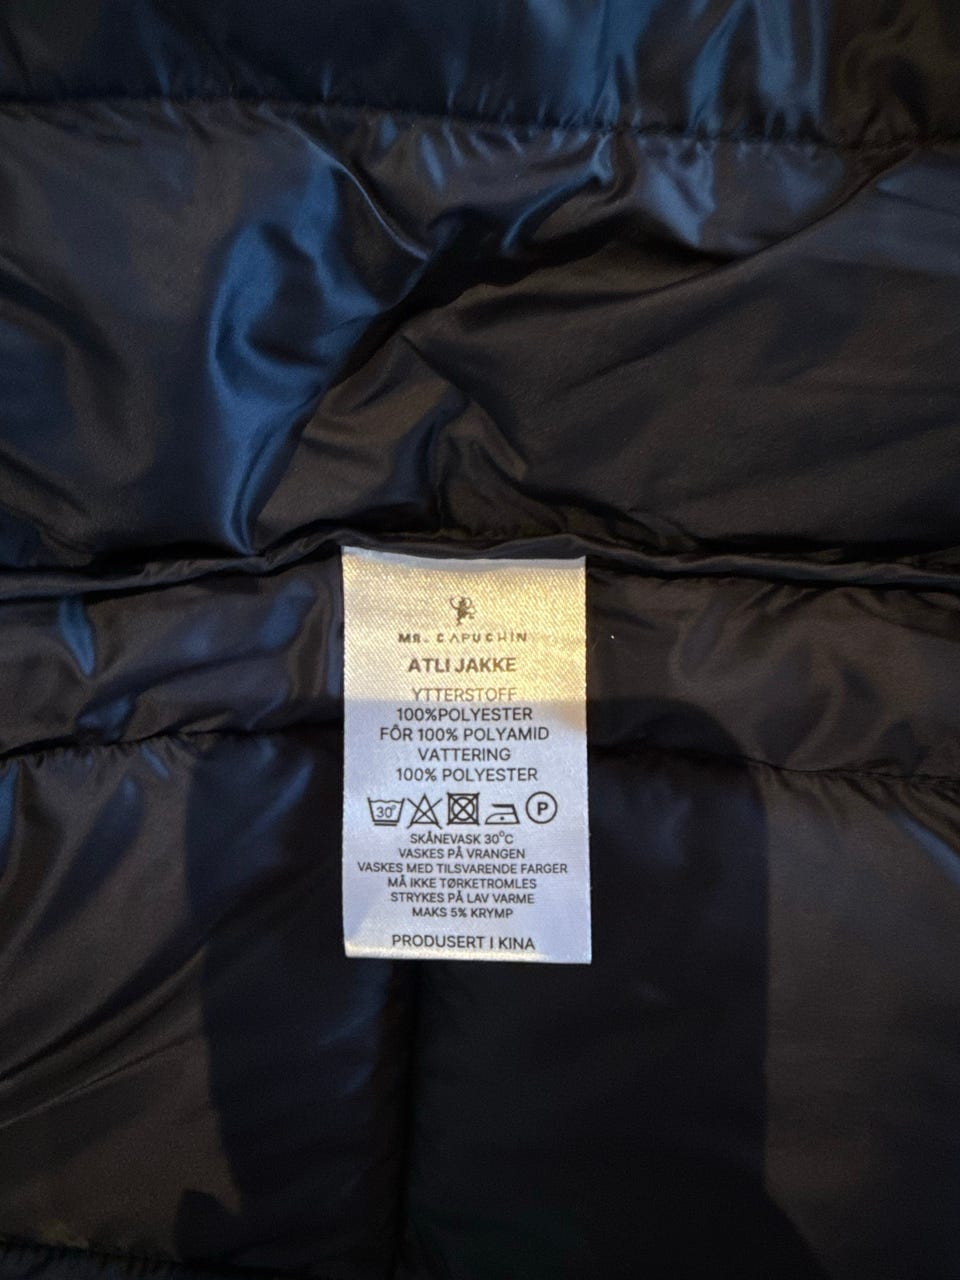 MR. CAPUCHIN
ATLI JAKKE
YTTERSTOFF
100%POLYESTER
FÔR 100% POLYAMID
VATTERING
100% POLYESTER
30° P
SKÅNEVASK 30°C
VASKES PÅ VRANGEN
VASKES MED TILSVARENDE FARGER
MÅ IKKE TØRKETROMLES
STRYKES PÅ LAV VARME
MAKS 5% KRYMP
PRODUSERT I KINA